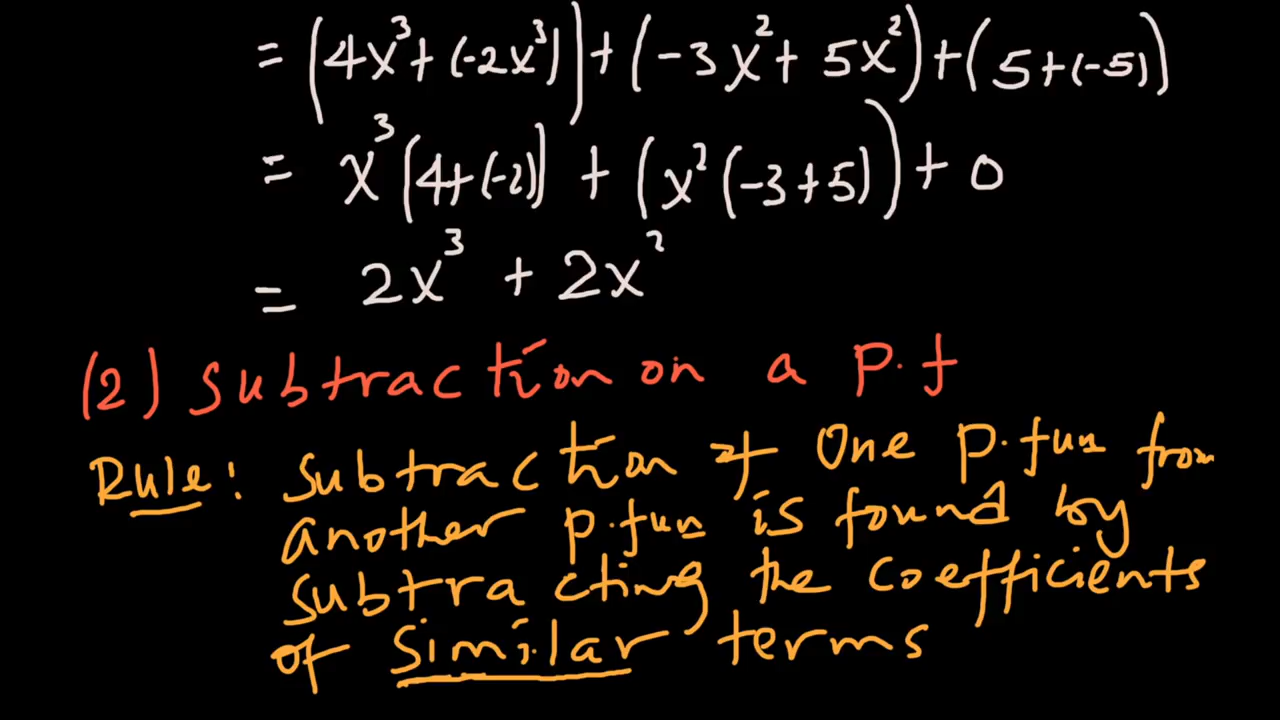 = (4x³+(-2x³))+(-3x²+5x²)+(5+(-5))
= x³(4+(-2)) + (x²(-3+5))+0
= 2x³ + 2x²
(2) Subtraction on a p.f
Rule: Subtraction of One p.fun from
another p.fun is found by
subtracting the coefficients
of similar terms